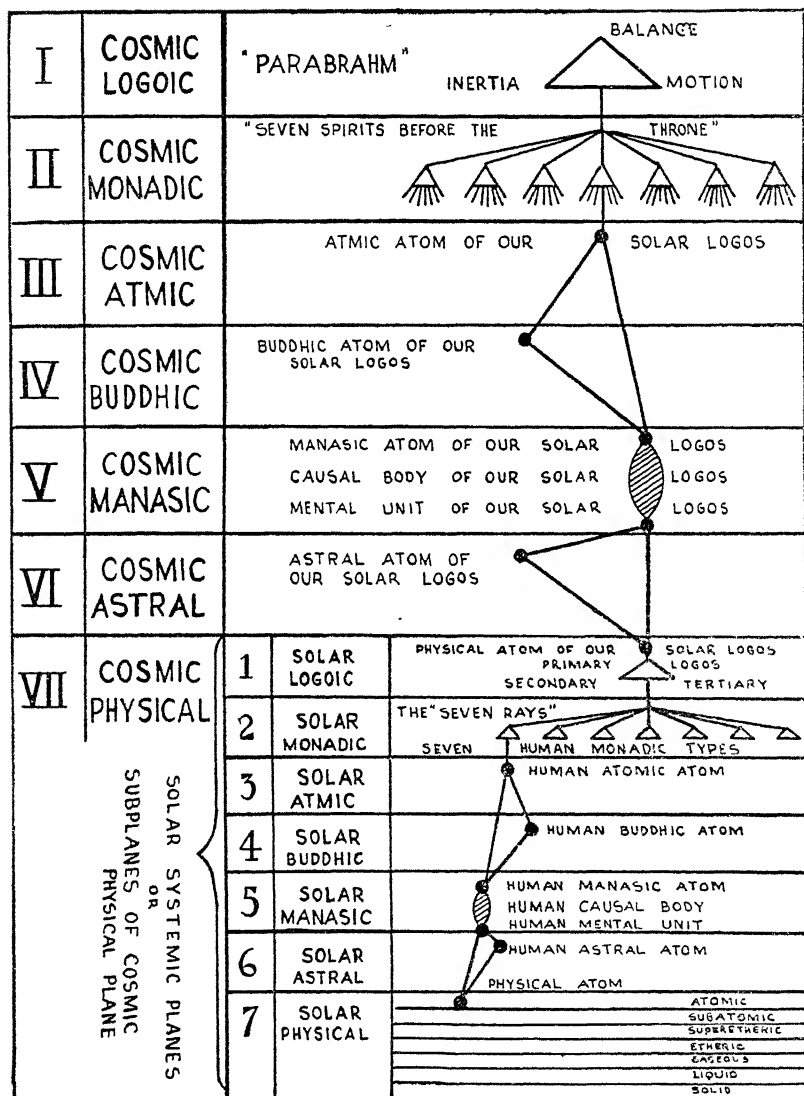 I
COSMIC
LOGOIC
"PARABRAHM"
BALANCE
INERTIA
MOTION
II
COSMIC
MONADIC
"SEVEN SPIRITS BEFORE THE THRONE"
III
COSMIC
ATMIC
ATMIC ATOM OF OUR SOLAR LOGOS
IV
COSMIC
BUDDHIC
BUDDHIC ATOM OF OUR
SOLAR LOGOS
V
COSMIC
MANASIC
MANASIC ATOM OF OUR SOLAR LOGOS
CAUSAL BODY OF OUR SOLAR LOGOS
MENTAL UNIT OF OUR SOLAR LOGOS
VI
COSMIC
ASTRAL
ASTRAL ATOM OF
OUR SOLAR LOGOS
VII
COSMIC
PHYSICAL
SOLAR SYSTEMIC PLANES
OR
SUBPLANES OF COSMIC
PHYSICAL PLANE
1
SOLAR
LOGOIC
PHYSICAL ATOM OF OUR SOLAR LOGOS
PRIMARY LOGOS
SECONDARY TERTIARY
2
SOLAR
MONADIC
THE "SEVEN RAYS"
SEVEN HUMAN MONADIC TYPES
3
SOLAR
ATMIC
HUMAN ATOMIC ATOM
4
SOLAR
BUDDHIC
HUMAN BUDDHIC ATOM
5
SOLAR
MANASIC
HUMAN MANASIC ATOM
HUMAN CAUSAL BODY
HUMAN MENTAL UNIT
6
SOLAR
ASTRAL
HUMAN ASTRAL ATOM
PHYSICAL ATOM
7
SOLAR
PHYSICAL
ATOMIC
SUBATOMIC
SUPERETHERIC
ETHERIC
GASEOUS
LIQUID
SOLID